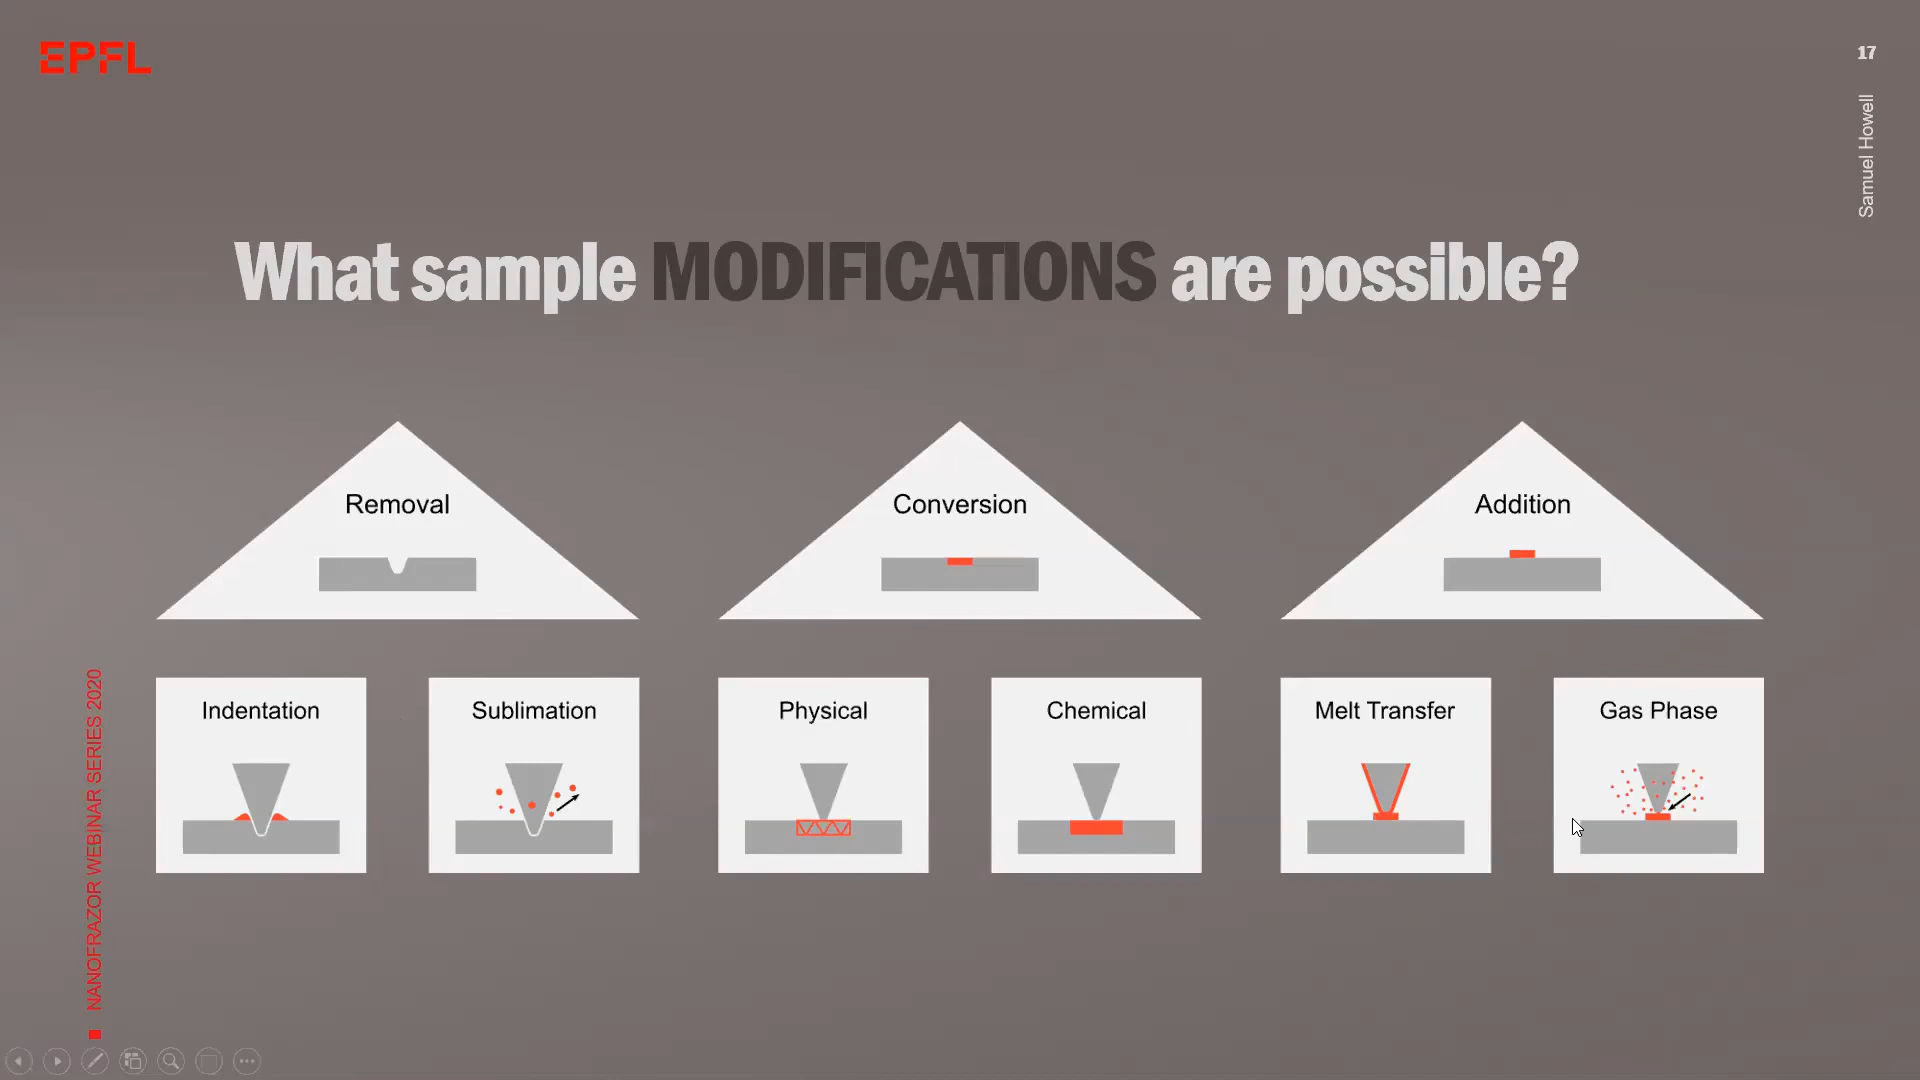 EPFL
17
Samuel Howell
What sample MODIFICATIONS are possible?
Removal
Conversion
Addition
Indentation
Sublimation
Physical
Chemical
Melt Transfer
Gas Phase
NANOFRAZOR WEBINAR SERIES 2020